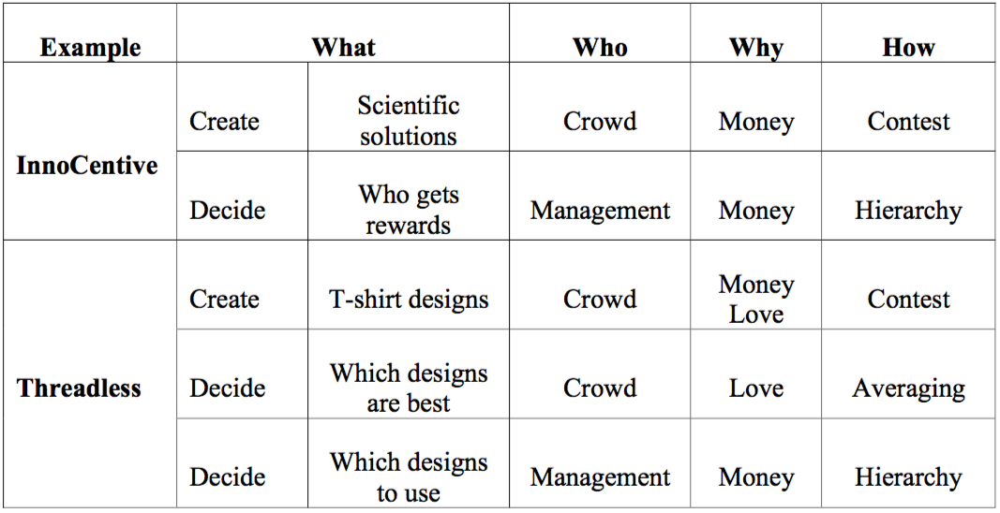 Example What Who Why How
InnoCentive
Create
Scientific
solutions
Crowd
Money
Contest
Decide
Who gets
rewards
Management
Money
Hierarchy
Threadless
Create
T-shirt designs
Crowd
Money
Love
Contest
Decide
Which designs
are best
Crowd
Love
Averaging
Decide
Which designs
to use
Management
Money
Hierarchy